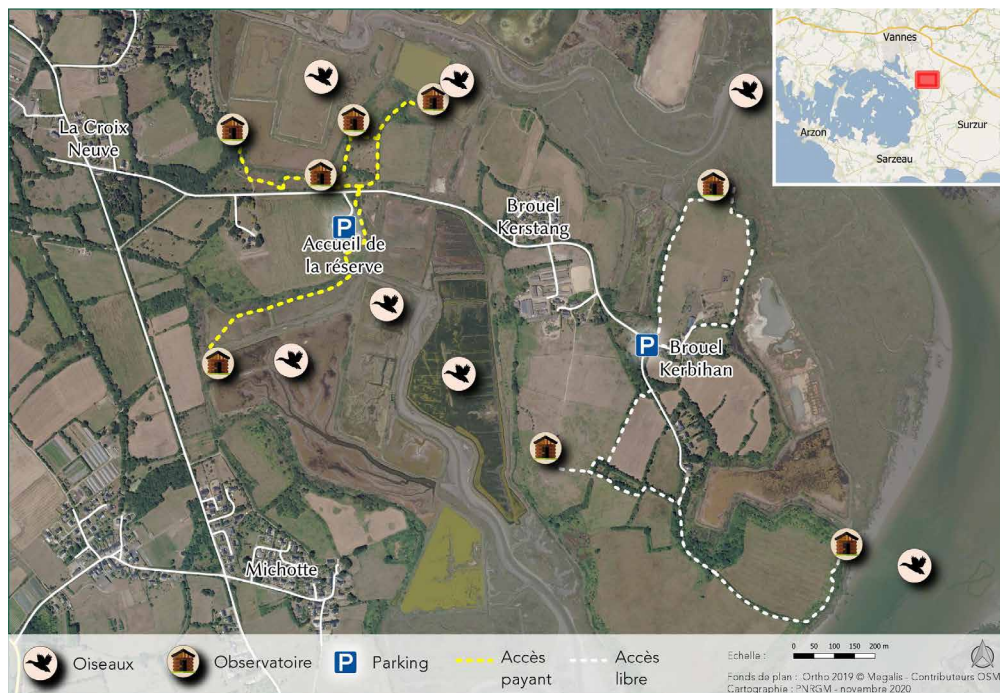 Vannes
Arzon
Surzur
Sarzeau
La Croix
Neuve
Brouel
Kerstang
P
Accueil de
la réserve
P
Brouel
Kerbihan
Michotte
Oiseaux
Observatoire
P
Parking
Accès
payant
Accès
libre
Echelle :
0 50 100 150 200 m
Fonds de plan : Ortho 2019 © Megalis - Contributeurs OSM
Cartographie : PNRGM - novembre 2020